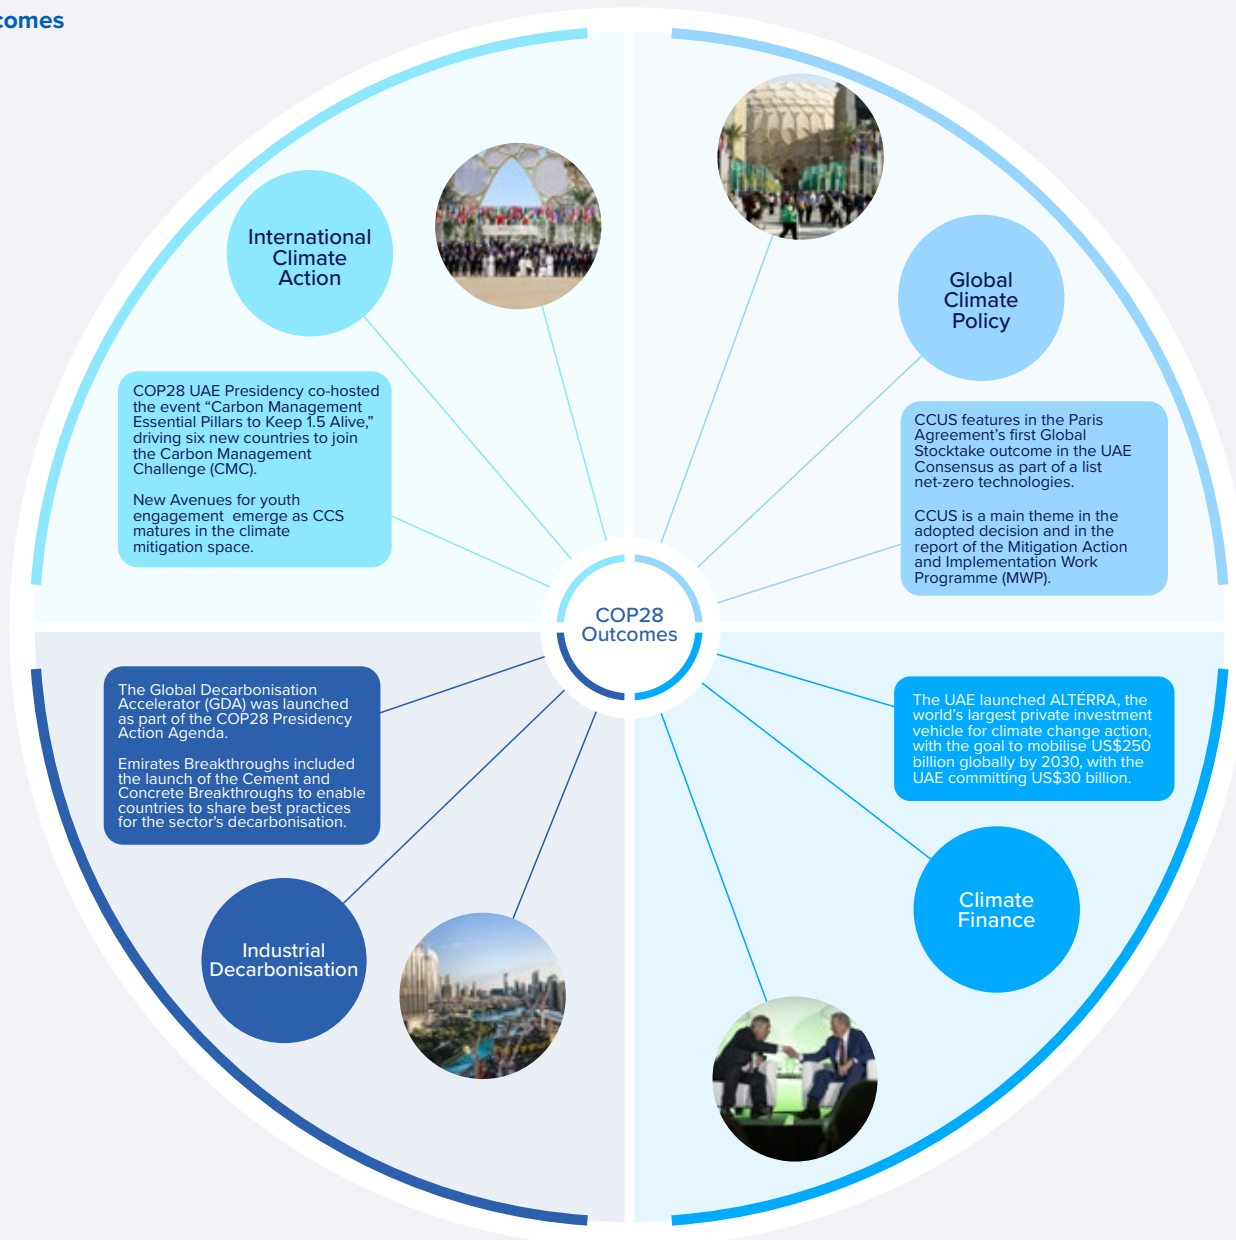 comes
International
Climate
Action
COP28 UAE Presidency co-hosted
the event “Carbon Management
Essential Pillars to Keep 1.5 Alive,”
driving six new countries to join
the Carbon Management
Challenge (CMC).
New Avenues for youth
engagement  emerge as CCS
matures in the climate
mitigation space.
Global
Climate
Policy
CCUS features in the Paris
Agreement’s first Global
Stocktake outcome in the UAE
Consensus as part of a list
net-zero technologies.
CCUS is a main theme in the
adopted decision and in the
report of the Mitigation Action
and Implementation Work
Programme (MWP).
COP28
Outcomes
The Global Decarbonisation
Accelerator (GDA) was launched
as part of the COP28 Presidency
Action Agenda.
Emirates Breakthroughs included
the launch of the Cement and
Concrete Breakthroughs to enable
countries to share best practices
for the sector's decarbonisation.
Industrial
Decarbonisation
The UAE launched ALTÉRRA, the
world’s largest private investment
vehicle for climate change action,
with the goal to mobilise US$250
billion globally by 2030, with the
UAE committing US$30 billion.
Climate
Finance